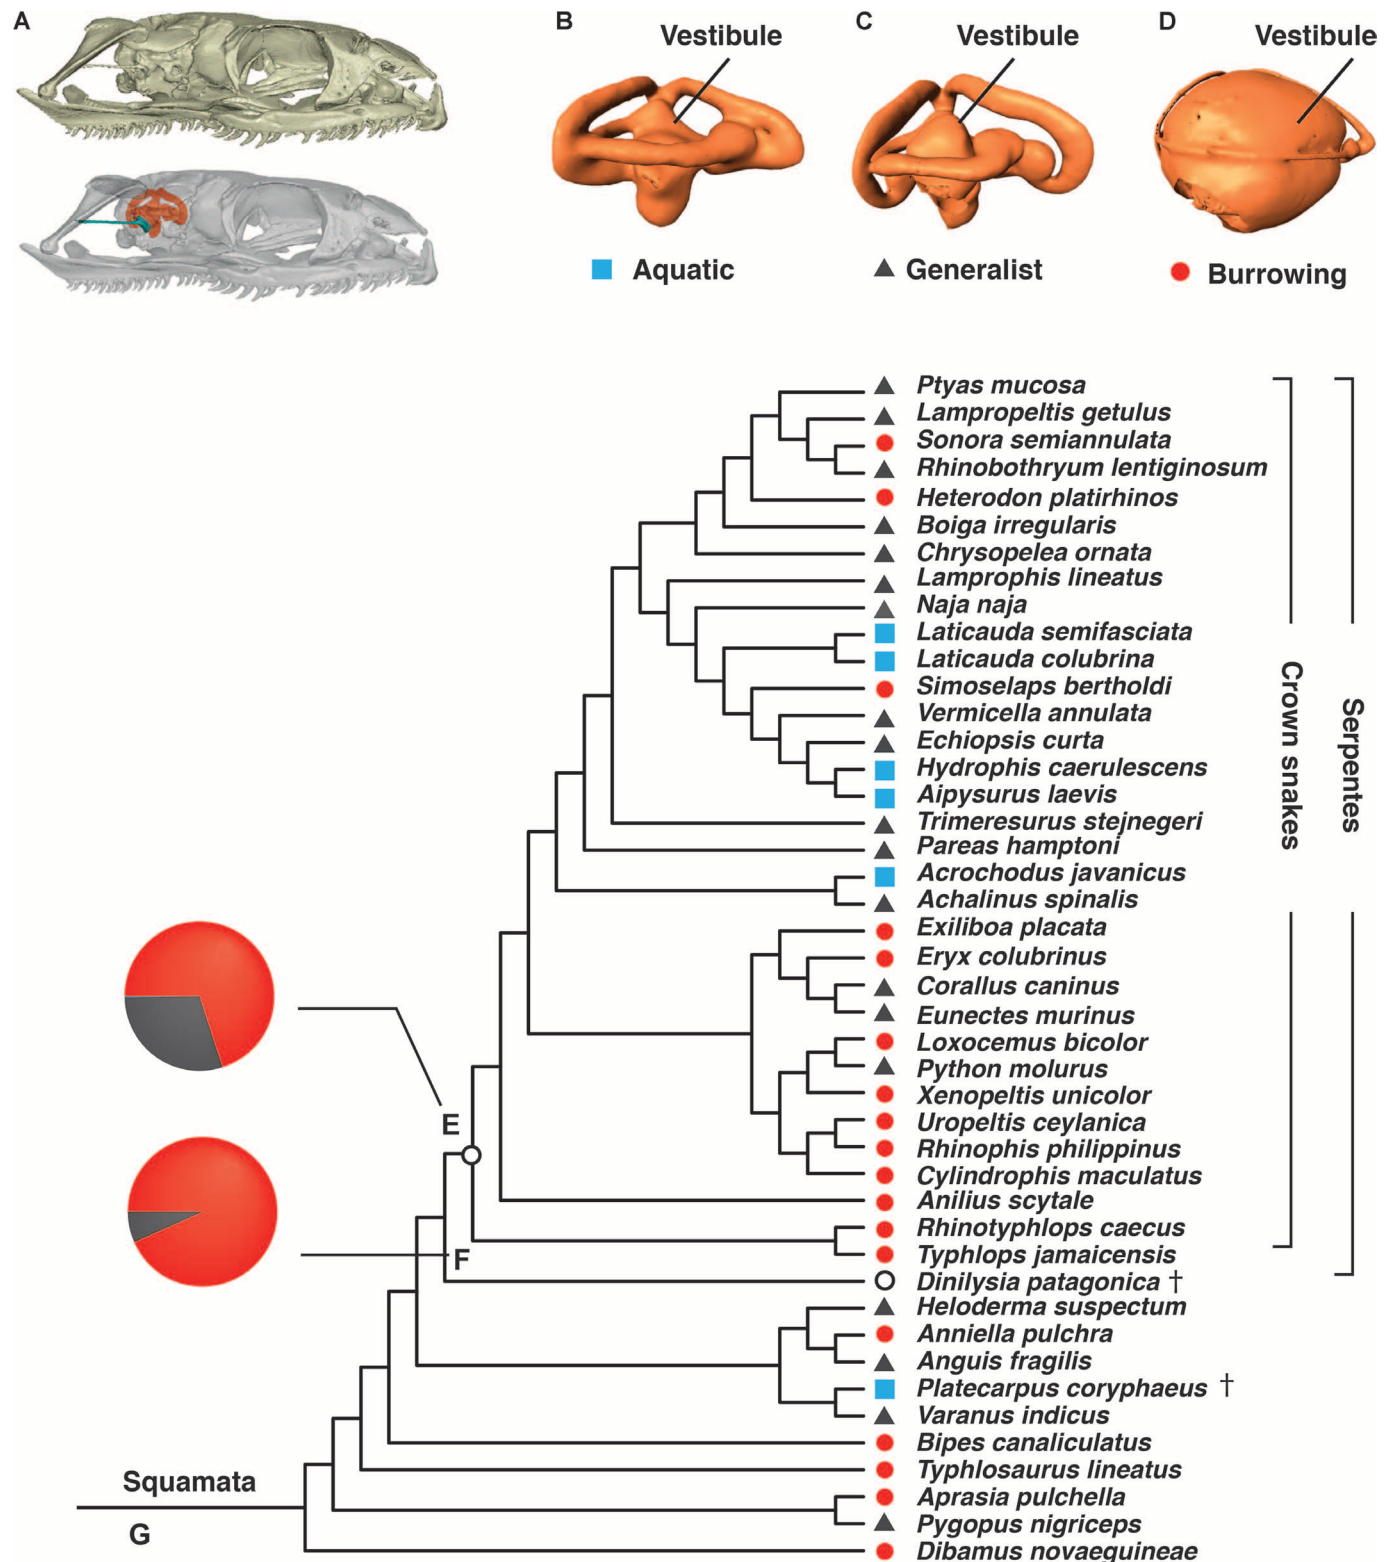 A
B
Vestibule
C
Vestibule
D
Vestibule
Aquatic
Generalist
Burrowing
Ptyas mucosa
Lampropeltis getulus
Sonora semiannulata
Rhinobothryum lentiginosum
Heterodon platirhinos
Boiga irregularis
Chrysopelea ornata
Lamprophis lineatus
Naja naja
Laticauda semifasciata
Laticauda colubrina
Simoselaps bertholdi
Vermicella annulata
Echiopsis curta
Hydrophis caerulescens
Aipysurus laevis
Trimeresurus stejnegeri
Pareas hamptoni
Acrochodus javanicus
Achalinus spinalis
Exiliboa placata
Eryx colubrinus
Corallus caninus
Eunectes murinus
Loxocemus bicolor
Python molurus
Xenopeltis unicolor
Uropeltis ceylanica
Rhinophis philippinus
Cylindrophis maculatus
Anilius scytale
Rhinotyphlops caecus
Typhlops jamaicensis
Dinilysia patagonica †
Heloderma suspectum
Anniella pulchra
Anguis fragilis
Platecarpus coryphaeus †
Varanus indicus
Bipes canaliculatus
Typhlosaurus lineatus
Aprasia pulchella
Pygopus nigriceps
Dibamus novaeguineae
Crown snakes
Serpentes
E
F
Squamata
G